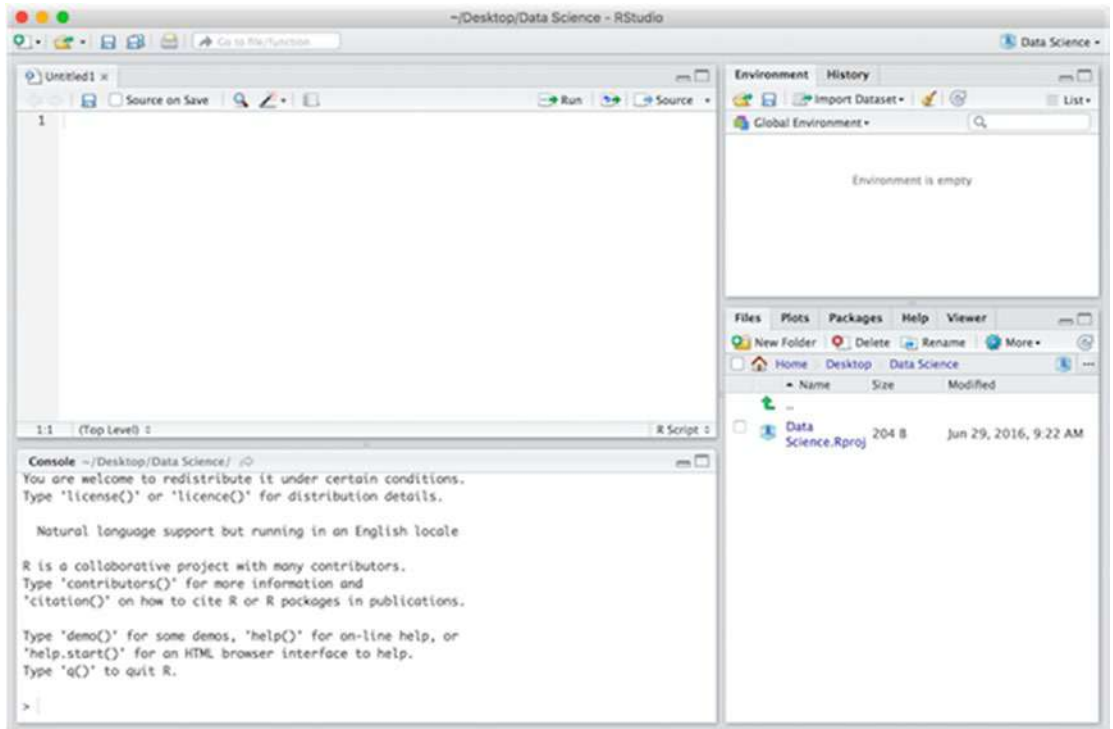 ~/Desktop/Data Science - RStudio
Go to file/function
Data Science
Untitled1
Source on Save
Run
Source
1
1:1
(Top Level)
R Script
Console ~/Desktop/Data Science/
You are welcome to redistribute it under certain conditions.
Type 'license()' or 'licence()' for distribution details.
Natural language support but running in an English locale
R is a collaborative project with many contributors.
Type 'contributors()' for more information and
'citation()' on how to cite R or R packages in publications.
Type 'demo()' for some demos, 'help()' for on-line help, or
'help.start()' for an HTML browser interface to help.
Type 'q()' to quit R.
>
Environment History
Import Dataset
List
Global Environment
Environment is empty
Files Plots Packages Help Viewer
New Folder Delete Rename More
Home Desktop Data Science
Name Size Modified
..
Data Science.Rproj 204 B Jun 29, 2016, 9:22 AM